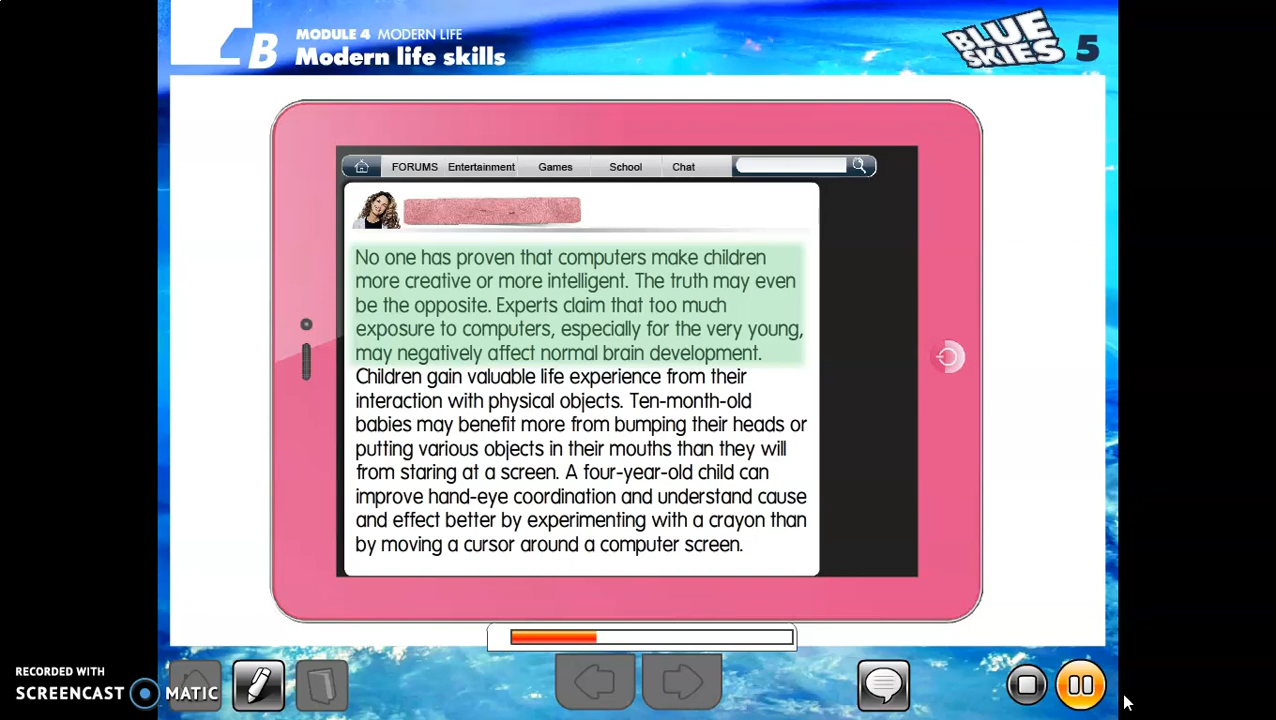 4B MODULE 4 MODERN LIFE
Modern life skills
BLUE SKIES 5
FORUMS Entertainment Games School Chat
No one has proven that computers make children
more creative or more intelligent. The truth may even
be the opposite. Experts claim that too much
exposure to computers, especially for the very young,
may negatively affect normal brain development.
Children gain valuable life experience from their
interaction with physical objects. Ten-month-old
babies may benefit more from bumping their heads or
putting various objects in their mouths than they will
from staring at a screen. A four-year-old child can
improve hand-eye coordination and understand cause
and effect better by experimenting with a crayon than
by moving a cursor around a computer screen.
RECORDED WITH
SCREENCAST MATIC